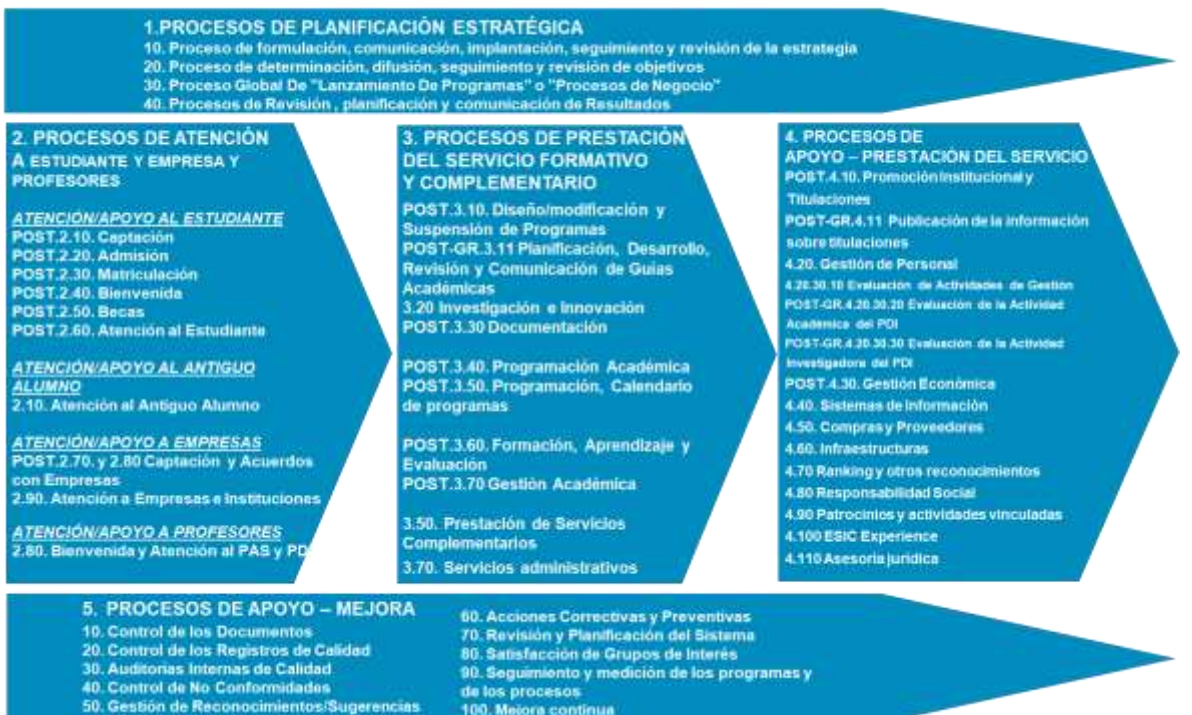 1.PROCESOS DE PLANIFICACIÓN ESTRATÉGICA
10. Proceso de formulación, comunicación, implantación, seguimiento y revisión de la estrategia
20. Proceso de determinación, difusión, seguimiento y revisión de objetivos
30. Proceso Global De "Lanzamiento De Programas" o "Procesos de Negocio"
40. Procesos de Revisión , planificación y comunicación de Resultados
2. PROCESOS DE ATENCIÓN
A ESTUDIANTE Y EMPRESA Y
PROFESORES
ATENCIÓN/APOYO AL ESTUDIANTE
POST.2.10. Captación
POST.2.20. Admisión
POST.2.30. Matriculación
POST.2.40. Bienvenida
POST.2.50. Becas
POST.2.60. Atención al Estudiante
ATENCIÓN/APOYO AL ANTIGUO
ALUMNO
2.10. Atención al Antiguo Alumno
ATENCIÓN/APOYO A EMPRESAS
POST.2.70. y 2.80 Captación y Acuerdos
con Empresas
2.90. Atención a Empresas e Instituciones
ATENCIÓN/APOYO A PROFESORES
2.80. Bienvenida y Atención al PAS y PD
3. PROCESOS DE PRESTACIÓN
DEL SERVICIO FORMATIVO
Y COMPLEMENTARIO
POST.3.10. Diseño/modificación y
Suspensión de Programas
POST-GR.3.11 Planificación, Desarrollo,
Revisión y Comunicación de Guías
Académicas
3.20 Investigación e Innovación
POST.3.30 Documentación
POST.3.40. Programación Académica
POST.3.50. Programación, Calendario
de programas
POST.3.60. Formación, Aprendizaje y
Evaluación
POST.3.70 Gestión Académica
3.50. Prestación de Servicios
Complementarios
3.70. Servicios administrativos
4. PROCESOS DE
APOYO – PRESTACIÓN DEL SERVICIO
POST.4.10. Promoción Institucional y
Titulaciones
POST-GR.4.11 Publicación de la información
sobre titulaciones
4.20. Gestión de Personal
4.20.30.10 Evaluación de Actividades de Gestión
POST-GR.4.20.30.20 Evaluación de la Actividad
Académica del PDI
POST-GR.4.20.30.30 Evaluación de la Actividad
Investigadora del PDI
POST.4.30. Gestión Económica
4.40. Sistemas de Información
4.50. Compras y Proveedores
4.60. Infraestructuras
4.70 Ranking y otros reconocimientos
4.80 Responsabilidad Social
4.90 Patrocinios y actividades vinculadas
4.100 ESIC Experience
4.110 Asesoría jurídica
5. PROCESOS DE APOYO – MEJORA
10. Control de los Documentos
20. Control de los Registros de Calidad
30. Auditorias Internas de Calidad
40. Control de No Conformidades
50. Gestión de Reconocimientos/Sugerencias
60. Acciones Correctivas y Preventivas
70. Revisión y Planificación del Sistema
80. Satisfacción de Grupos de Interés
90. Seguimiento y medición de los programas y
de los procesos
100. Mejora continua